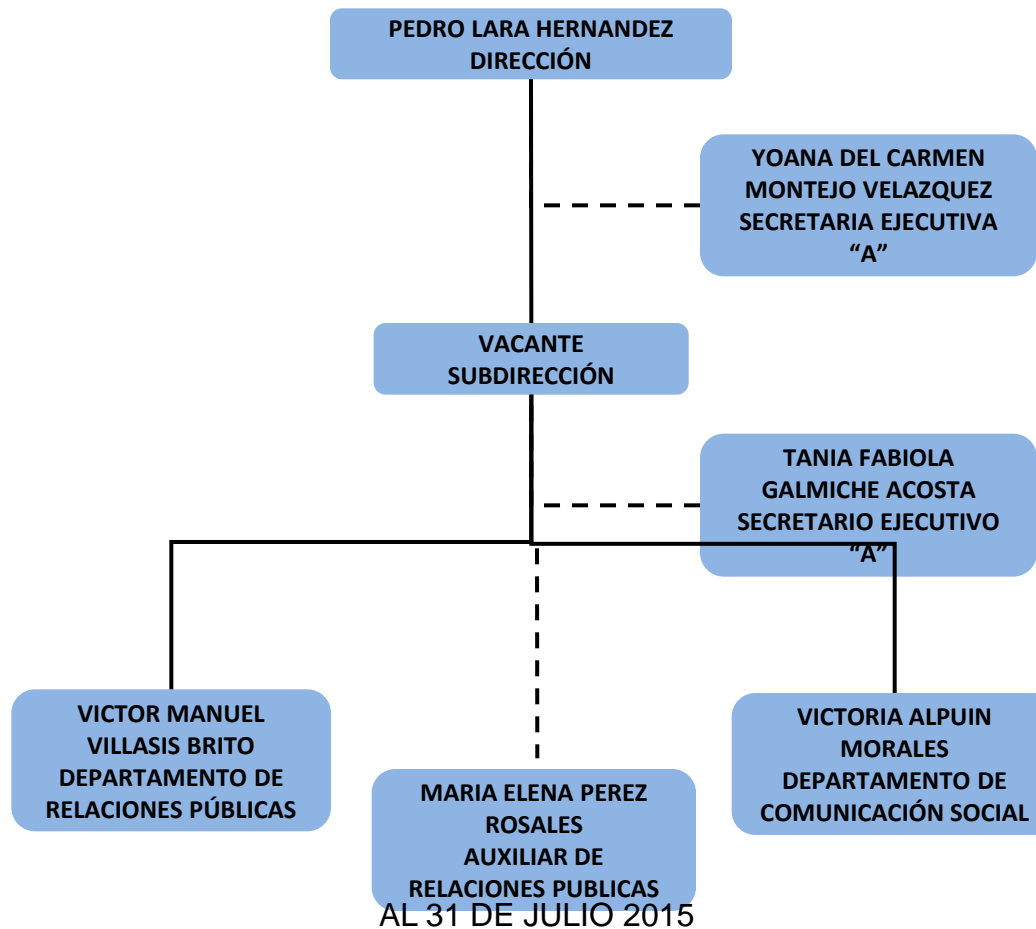 PEDRO LARA HERNANDEZ
DIRECCIÓN
YOANA DEL CARMEN
MONTEJO VELAZQUEZ
SECRETARIA EJECUTIVA
“A”
VACANTE
SUBDIRECCIÓN
TANIA FABIOLA
GALMICHE ACOSTA
SECRETARIO EJECUTIVO
“A”
VICTOR MANUEL
VILLASIS BRITO
DEPARTAMENTO DE
RELACIONES PÚBLICAS
MARIA ELENA PEREZ
ROSALES
AUXILIAR DE
RELACIONES PUBLICAS
VICTORIA ALPUIN
MORALES
DEPARTAMENTO DE
COMUNICACIÓN SOCIAL
AL 31 DE JULIO 2015